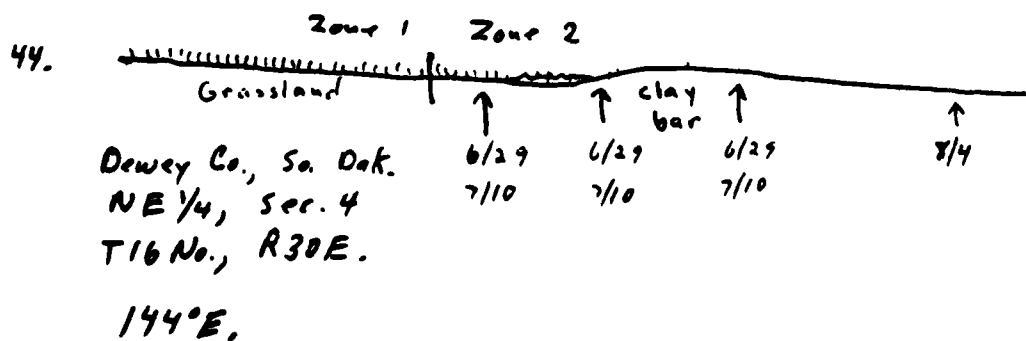 Zone 1 Zone 2
44.
Grassland
clay
bar
6/29 6/29 6/29 8/4
7/10 7/10 7/10
Dewey Co., So. Dak.
NE 1/4, Sec. 4
T16 No., R30E.
144°E.